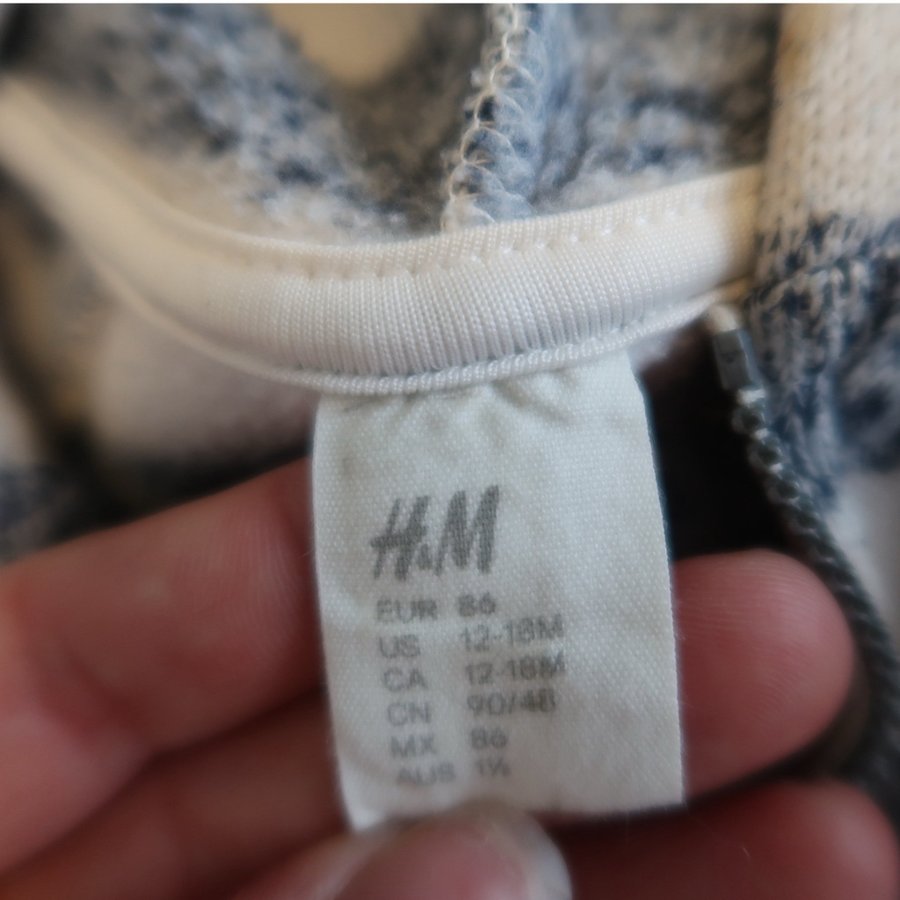 H&M
EUR 86
US 12-18M
CA 12-18M
CN 90/48
MX 86
AUS 1½